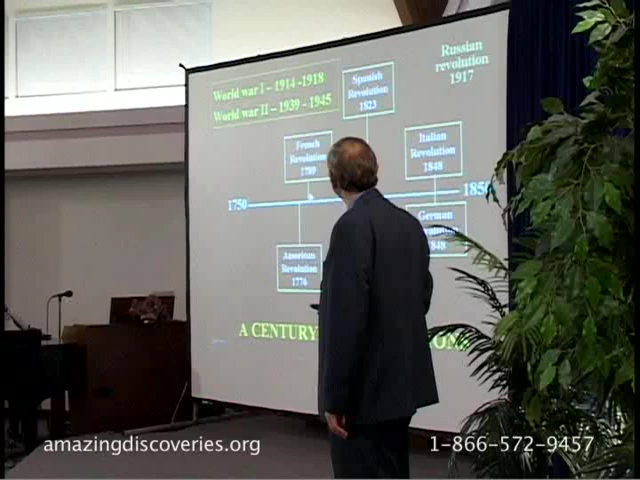 World war I – 1914 -1918
World war II – 1939 - 1945
Russian
revolution
1917
Spanish
Revolution
1823
French
Revolution
1789
Italian
Revolution
1848
1750
1850
German
1848
American
Revolution
1776
A CENTURY
amazingdiscoveries.org
1-866-572-9457